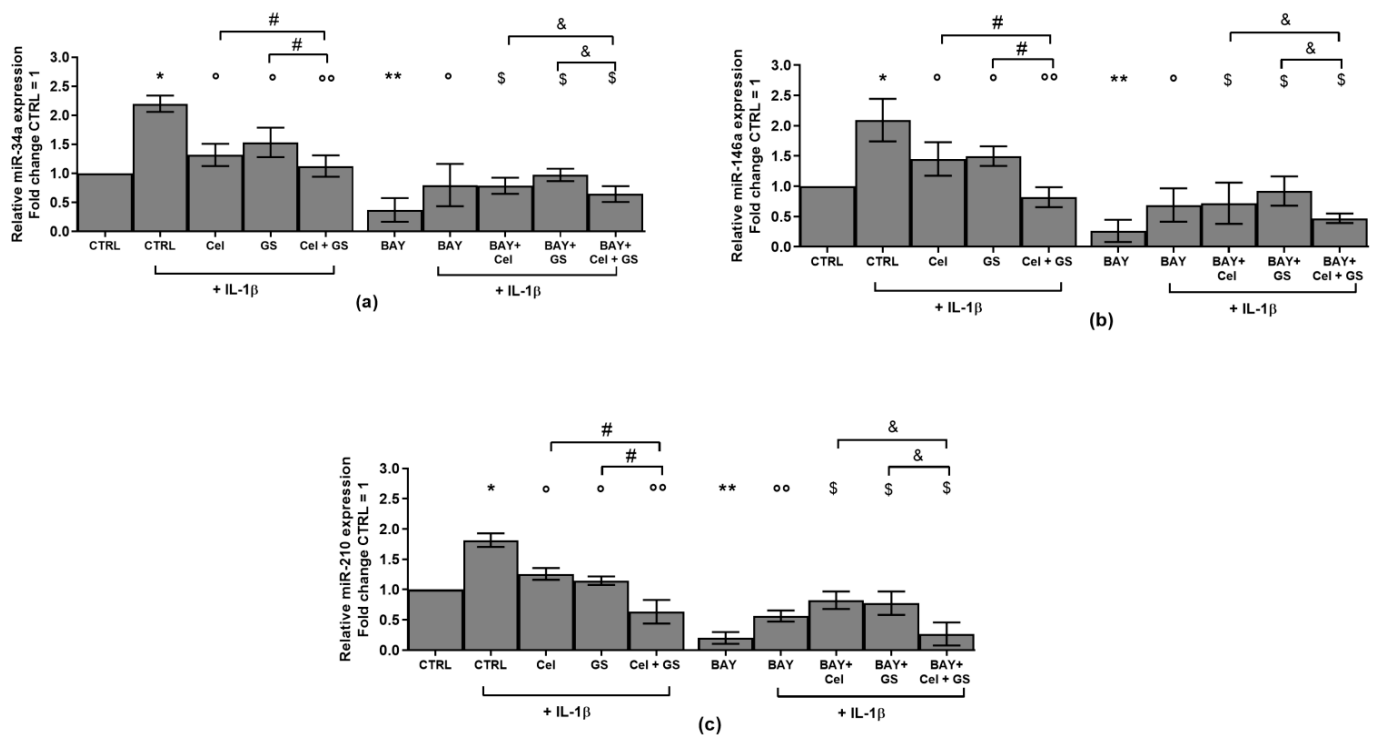 #
#
&
&
Relative miR-34a expression
Fold change CTRL = 1
3.0
2.5
2.0
1.5
1.0
0.5
0.0
* ° ° °° ** ° $ $ $
CTRL CTRL Cel GS Cel + GS BAY BAY BAY+ Cel BAY+ GS BAY+ Cel + GS
+ IL-1β
+ IL-1β
(a)
#
#
&
&
Relative miR-146a expression
Fold change CTRL = 1
3.0
2.5
2.0
1.5
1.0
0.5
0.0
* ° ° °° ** ° $ $ $
CTRL CTRL Cel GS Cel + GS BAY BAY BAY+ Cel BAY+ GS BAY+ Cel + GS
+ IL-1β
+ IL-1β
(b)
#
#
&
&
Relative miR-210 expression
Fold change CTRL = 1
3.0
2.5
2.0
1.5
1.0
0.5
0.0
* ° ° °° ** °° $ $ $
CTRL CTRL Cel GS Cel + GS BAY BAY BAY+ Cel BAY+ GS BAY+ Cel + GS
+ IL-1β
+ IL-1β
(c)